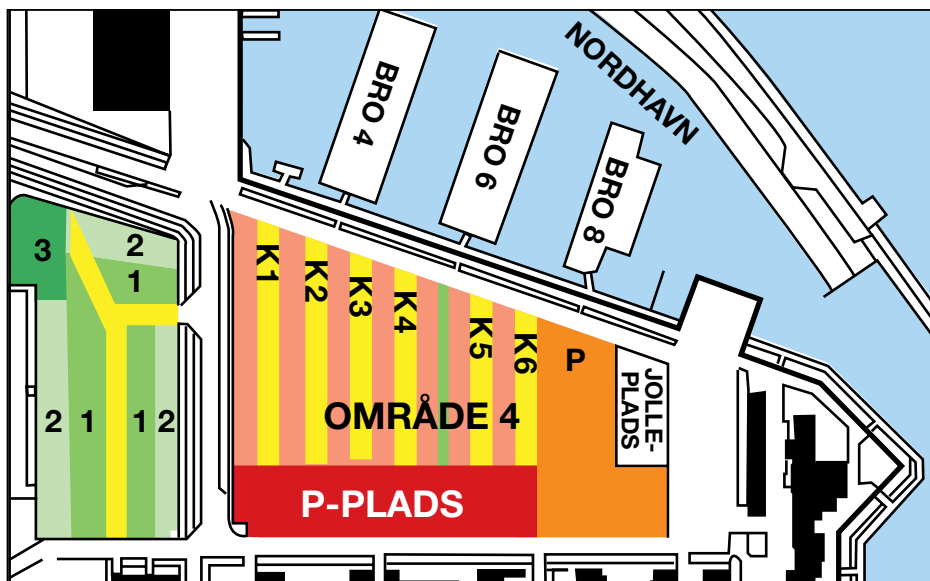 NORDHAVN
BRO 4
BRO 6
BRO 8
3
2
1
2
1
1
2
K1
K2
K3
K4
K5
K6
P
JOLLE-
PLADS
OMRÅDE 4
P-PLADS